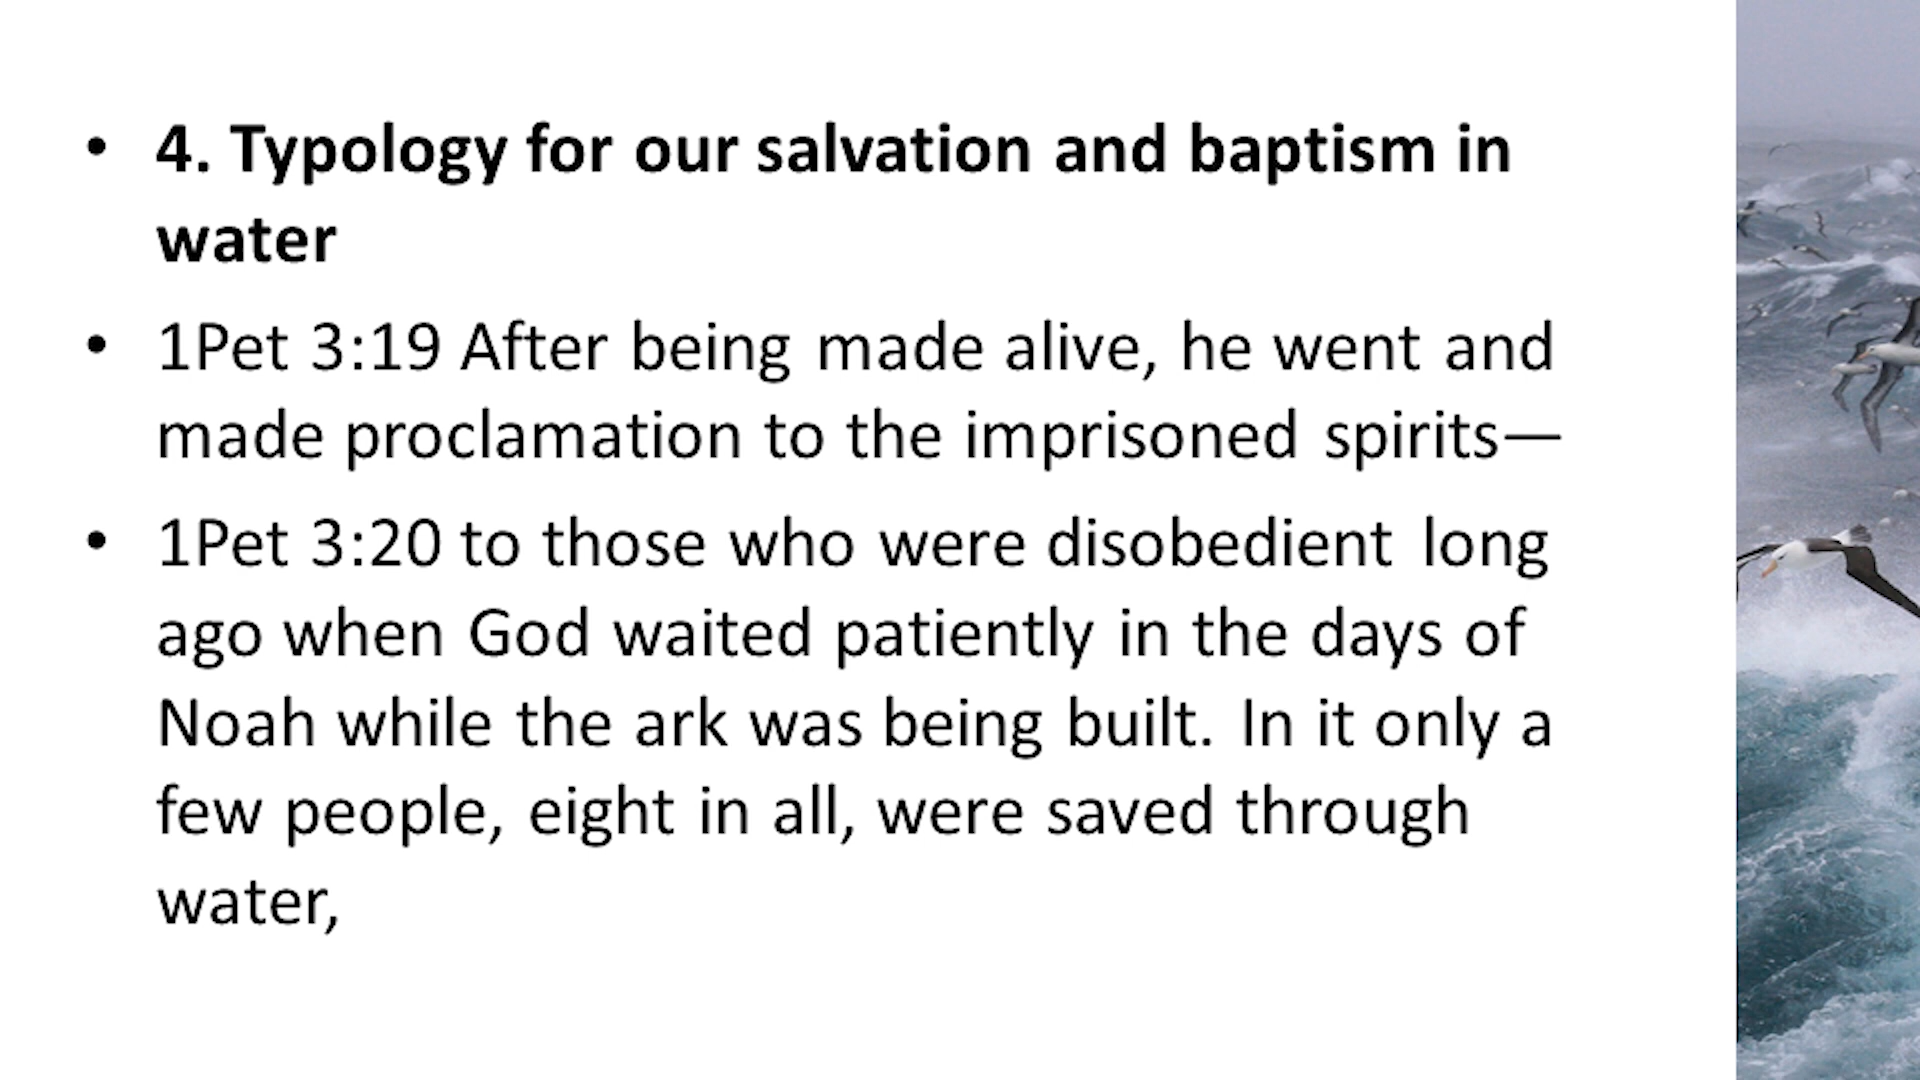 • 4. Typology for our salvation and baptism in
water
• 1Pet 3:19 After being made alive, he went and
made proclamation to the imprisoned spirits—
• 1Pet 3:20 to those who were disobedient long
ago when God waited patiently in the days of
Noah while the ark was being built. In it only a
few people, eight in all, were saved through
water,